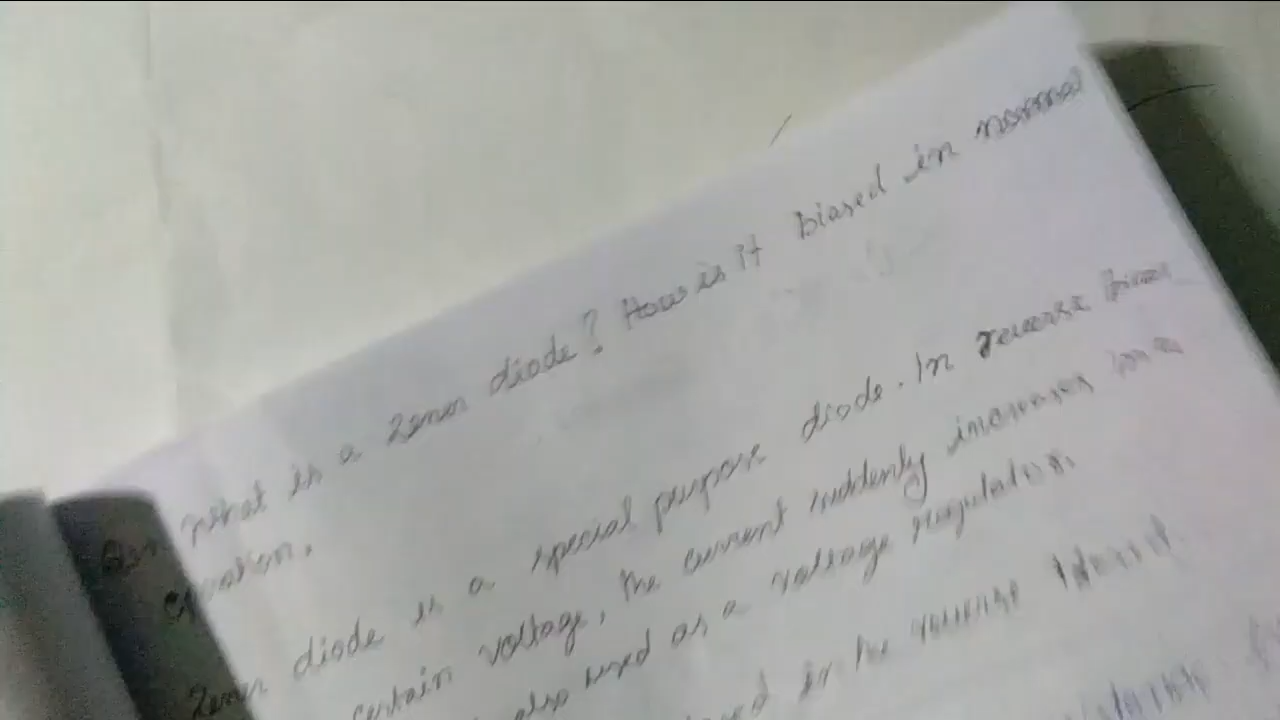 What is a Zener diode? How is it biased in normal
operation.
Zener diode is a special purpose diode. In reverse bias
certain voltage, the current suddenly increases
also used as a voltage regulation
in the reverse